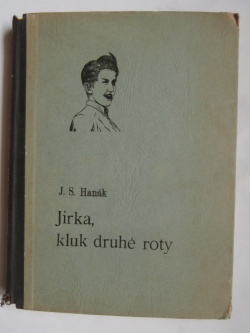 J. S. Hanák
Jirka,
kluk druhé roty